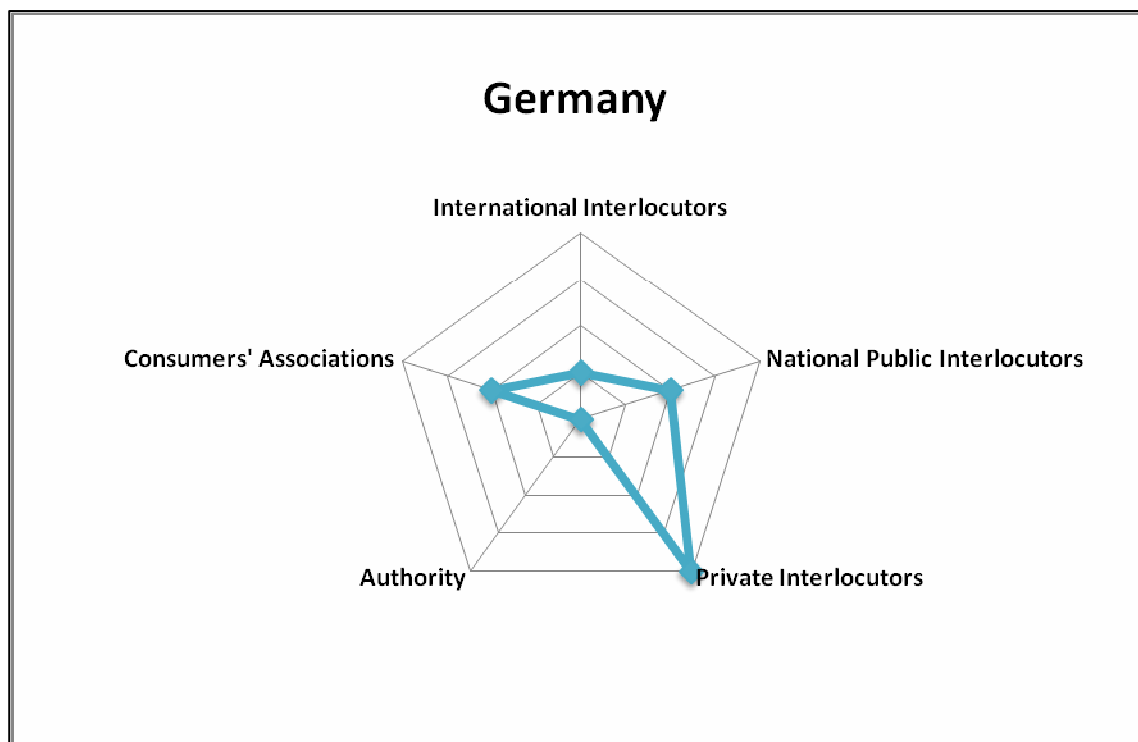 Germany
International Interlocutors
Consumers' Associations
National Public Interlocutors
Authority
Private Interlocutors